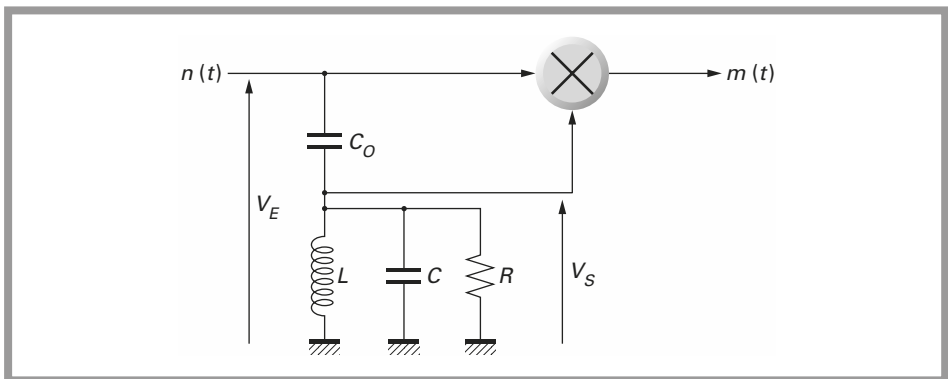 n (t)
m (t)
C_O
V_E
L
C
R
V_S